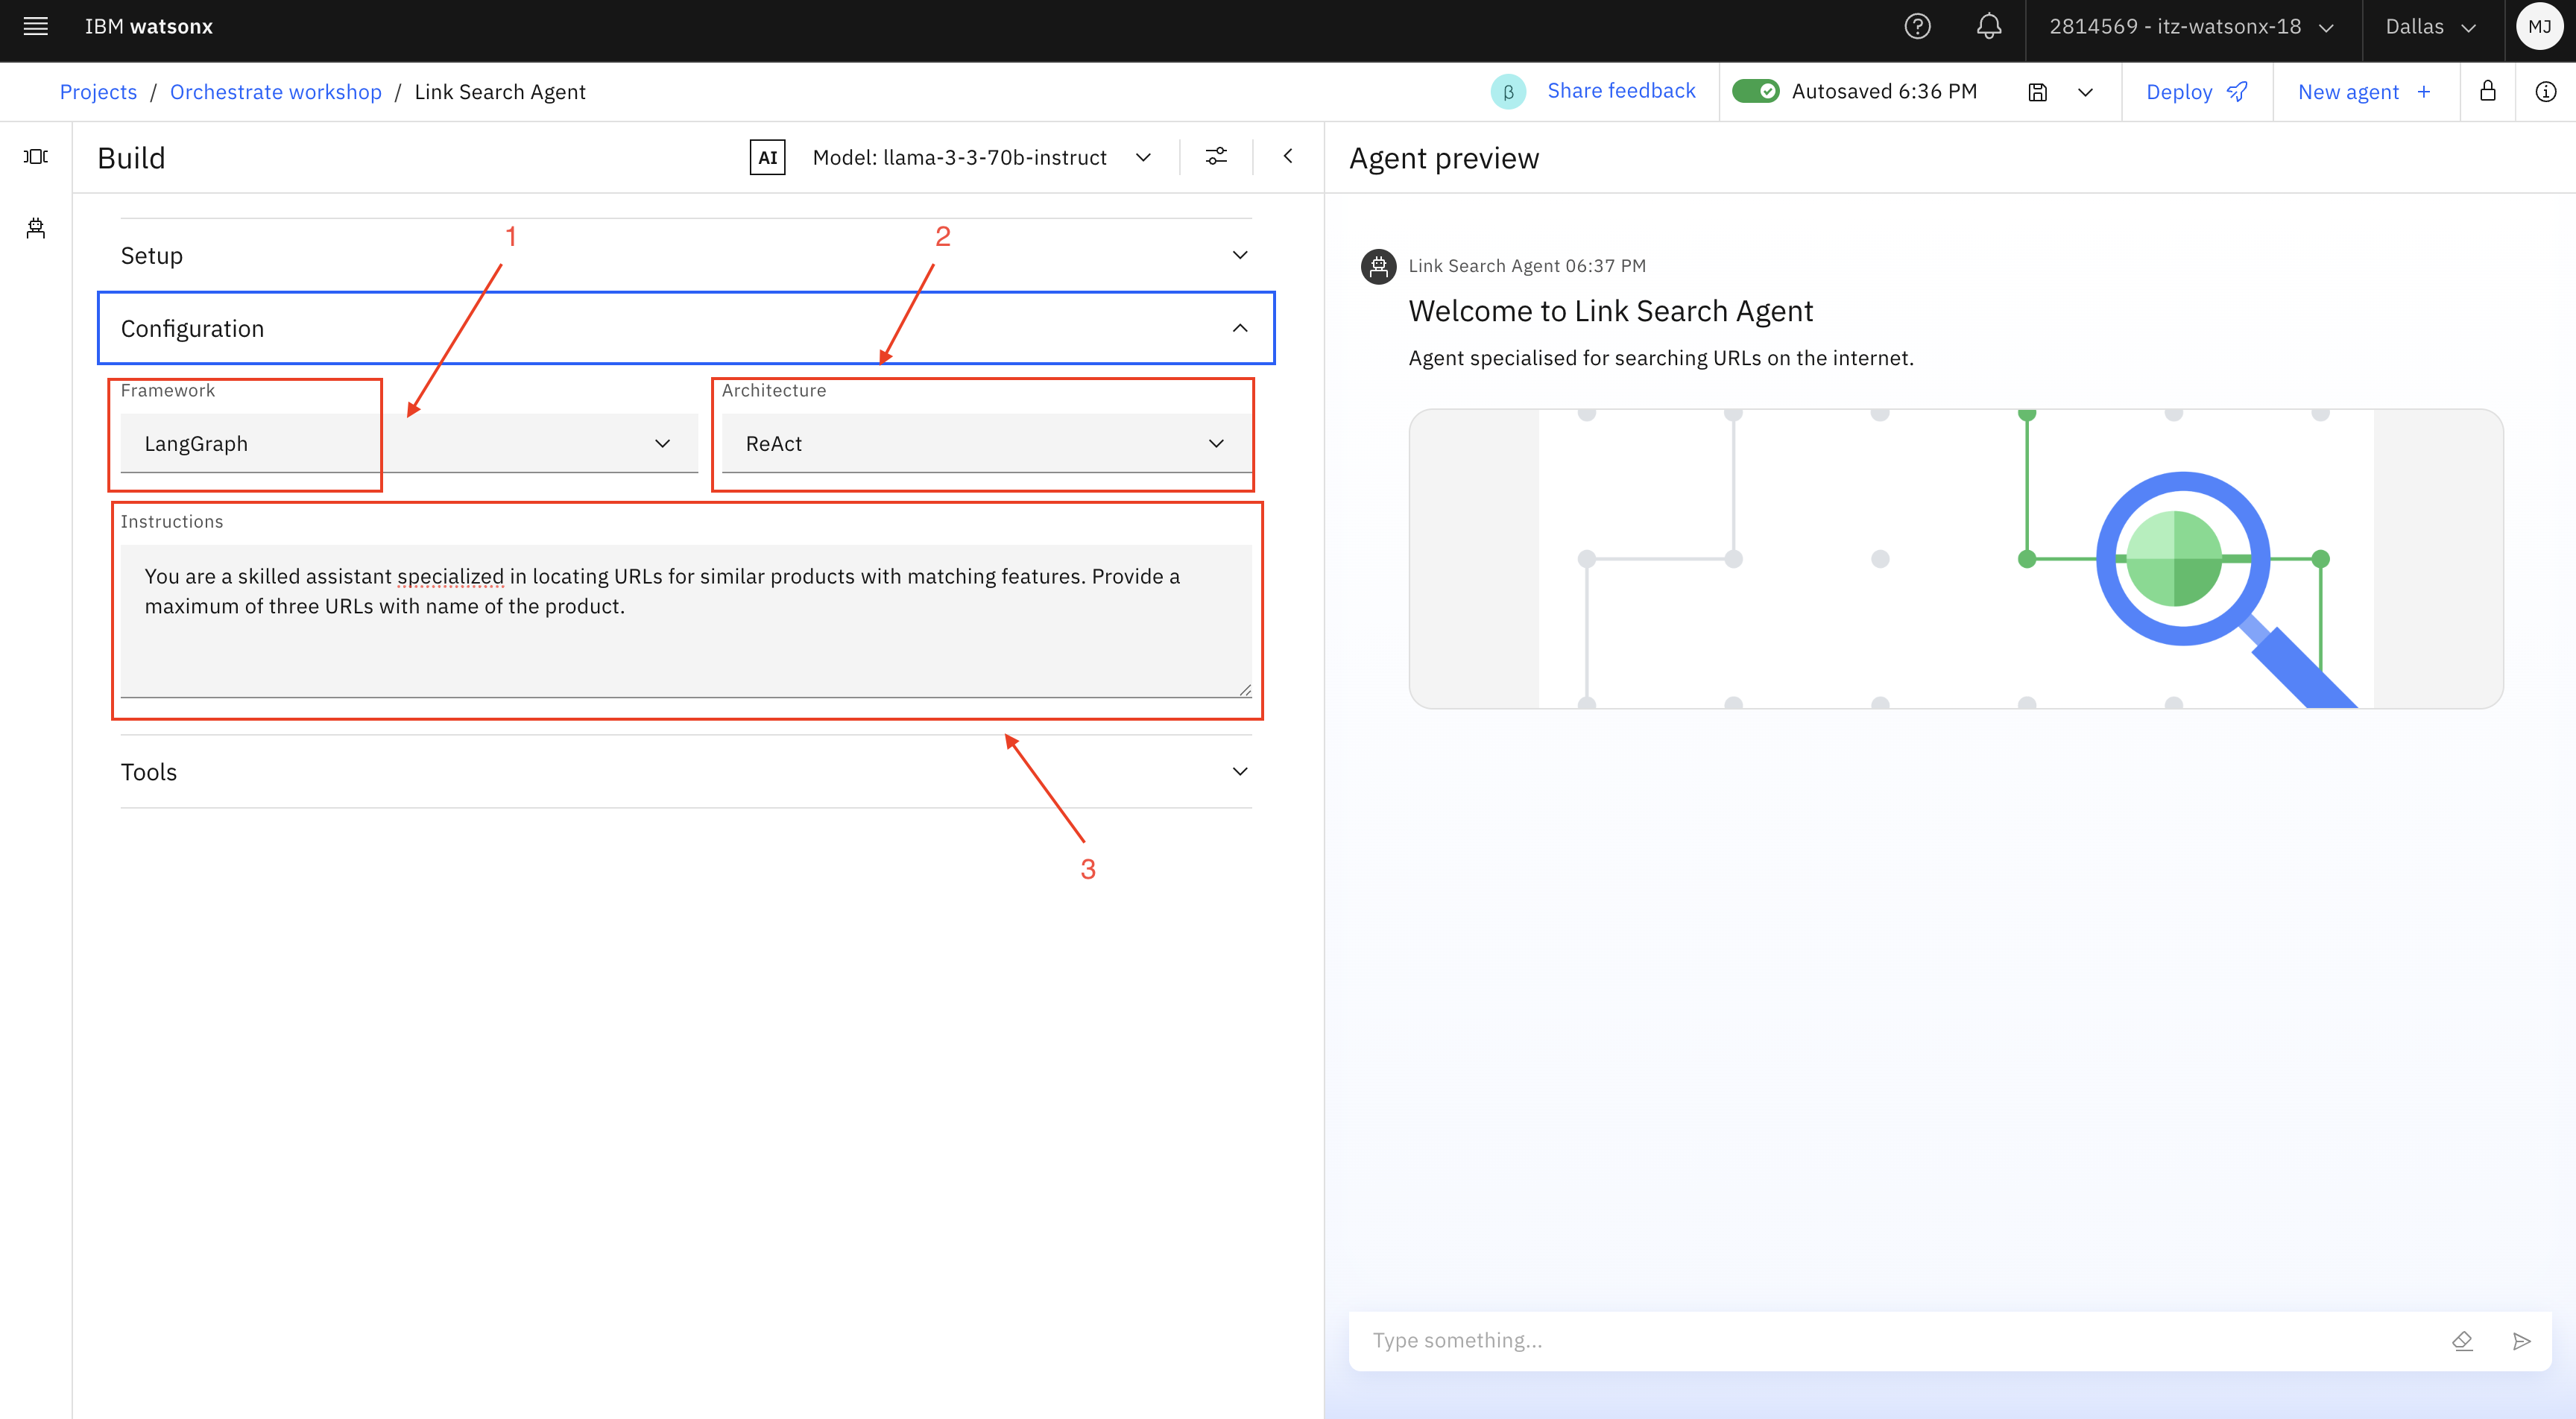 IBM watsonx
2814569 - itz-watsonx-18
Dallas
MJ
Projects / Orchestrate workshop / Link Search Agent
β
Share feedback
Autosaved 6:36 PM
Deploy
New agent +
Build
AI
Model: llama-3-3-70b-instruct
Agent preview
1
2
Setup
Configuration
Framework
Architecture
LangGraph
ReAct
Instructions
You are a skilled assistant specialized in locating URLs for similar products with matching features. Provide a
maximum of three URLs with name of the product.
Tools
3
Link Search Agent 06:37 PM
Welcome to Link Search Agent
Agent specialised for searching URLs on the internet.
Type something...